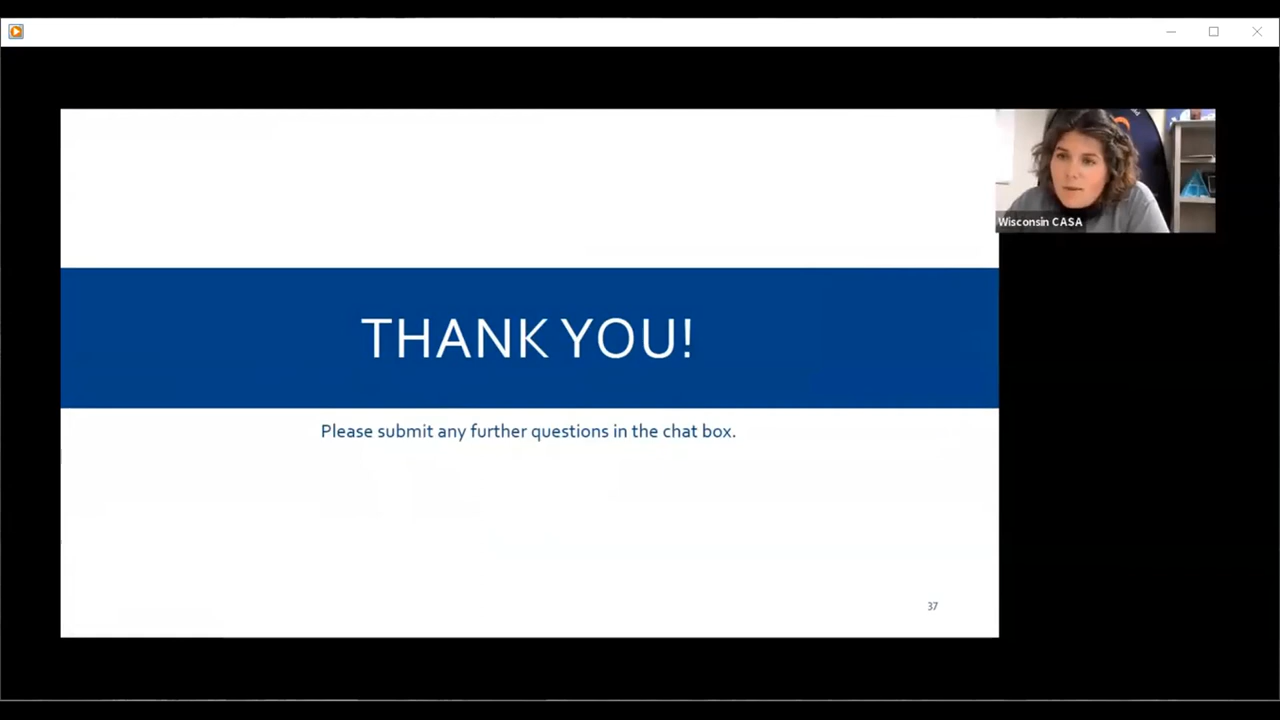 Wisconsin CASA
THANK YOU!
Please submit any further questions in the chat box.
37